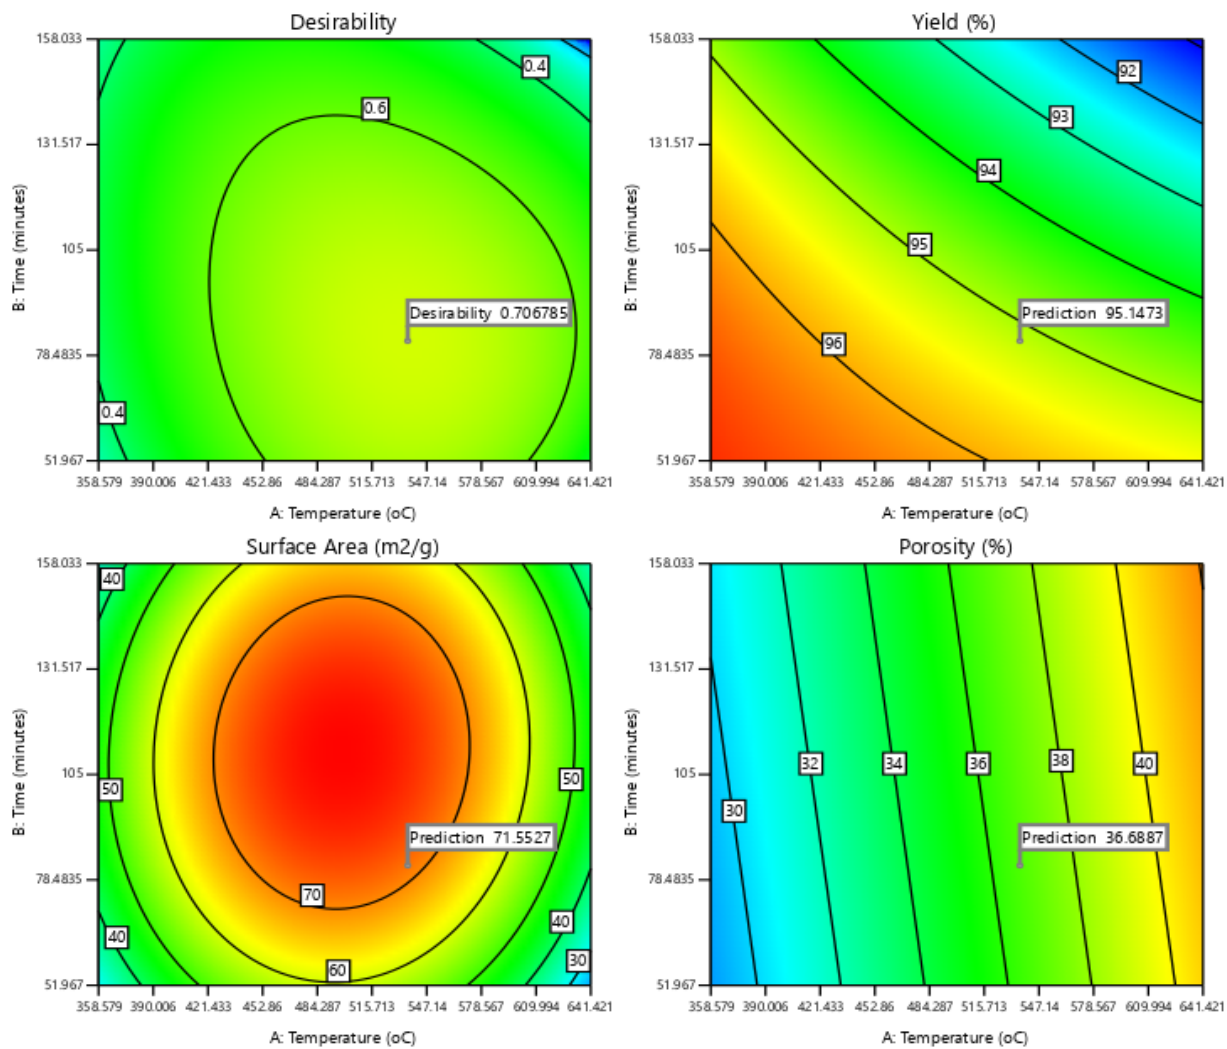 Desirability
158.033
131.517
105
78.4835
51.967
B: Time (minutes)
0.4
0.6
Desirability 0.706785
0.4
358.579 390.006 421.433 452.86 484.287 515.713 547.14 578.567 609.994 641.421
A: Temperature (oC)
Yield (%)
158.033
131.517
105
78.4835
51.967
B: Time (minutes)
92
93
94
95
Prediction 95.1473
96
358.579 390.006 421.433 452.86 484.287 515.713 547.14 578.567 609.994 641.421
A: Temperature (oC)
Surface Area (m2/g)
158.033
131.517
105
78.4835
51.967
B: Time (minutes)
40
50
50
Prediction 71.5527
70
40
40
60
30
358.579 390.006 421.433 452.86 484.287 515.713 547.14 578.567 609.994 641.421
A: Temperature (oC)
Porosity (%)
158.033
131.517
105
78.4835
51.967
B: Time (minutes)
30
32
34
36
38
40
Prediction 36.6887
358.579 390.006 421.433 452.86 484.287 515.713 547.14 578.567 609.994 641.421
A: Temperature (oC)